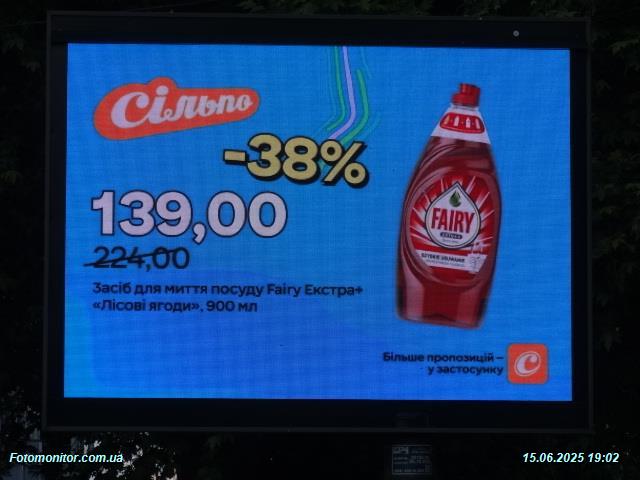 сільпо
-38%
139,00
224,00
Засіб для миття посуду Fairy Екстра+
«Лісові ягоди», 900 мл
FAIRY
Більше пропозицій –
у застосунку
с
Fotomonitor.com.ua
15.06.2025 19:02